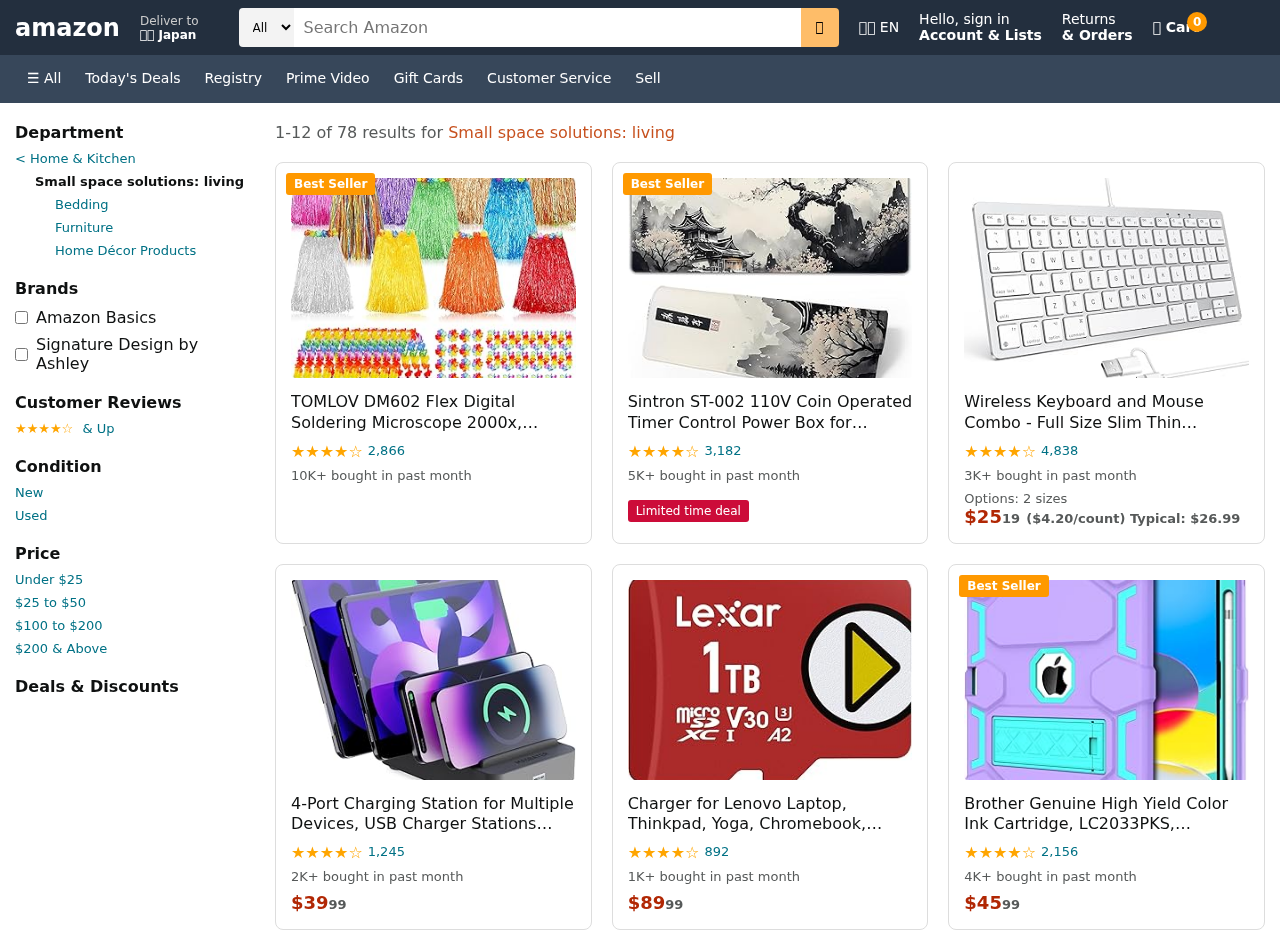 amazon
Deliver to
Japan
All
Search Amazon
EN
Hello, sign in
Account & Lists
Returns
& Orders
0
☰ All
Today's Deals
Registry
Prime Video
Gift Cards
Customer Service
Sell
Department
< Home & Kitchen
Small space solutions: living
Bedding
Furniture
Home Décor Products
Brands
Amazon Basics
Signature Design by
Ashley
Customer Reviews
★★★★☆ & Up
Condition
New
Used
Price
Under $25
$25 to $50
$100 to $200
$200 & Above
Deals & Discounts
1-12 of 78 results for Small space solutions: living
Best Seller
TOMLOV DM602 Flex Digital
Soldering Microscope 2000x,…
★★★★☆ 2,866
10K+ bought in past month
Best Seller
Sintron ST-002 110V Coin Operated
Timer Control Power Box for…
★★★★☆ 3,182
5K+ bought in past month
Limited time deal
Wireless Keyboard and Mouse
Combo - Full Size Slim Thin…
★★★★☆ 4,838
3K+ bought in past month
Options: 2 sizes
$2519 ($4.20/count) Typical: $26.99
4-Port Charging Station for Multiple
Devices, USB Charger Stations…
★★★★☆ 1,245
2K+ bought in past month
$3999
Lexar
1TB
micro SD XC I V30 U3 A2
Charger for Lenovo Laptop,
Thinkpad, Yoga, Chromebook,…
★★★★☆ 892
1K+ bought in past month
$8999
Best Seller
Brother Genuine High Yield Color
Ink Cartridge, LC2033PKS,…
★★★★☆ 2,156
4K+ bought in past month
$4599